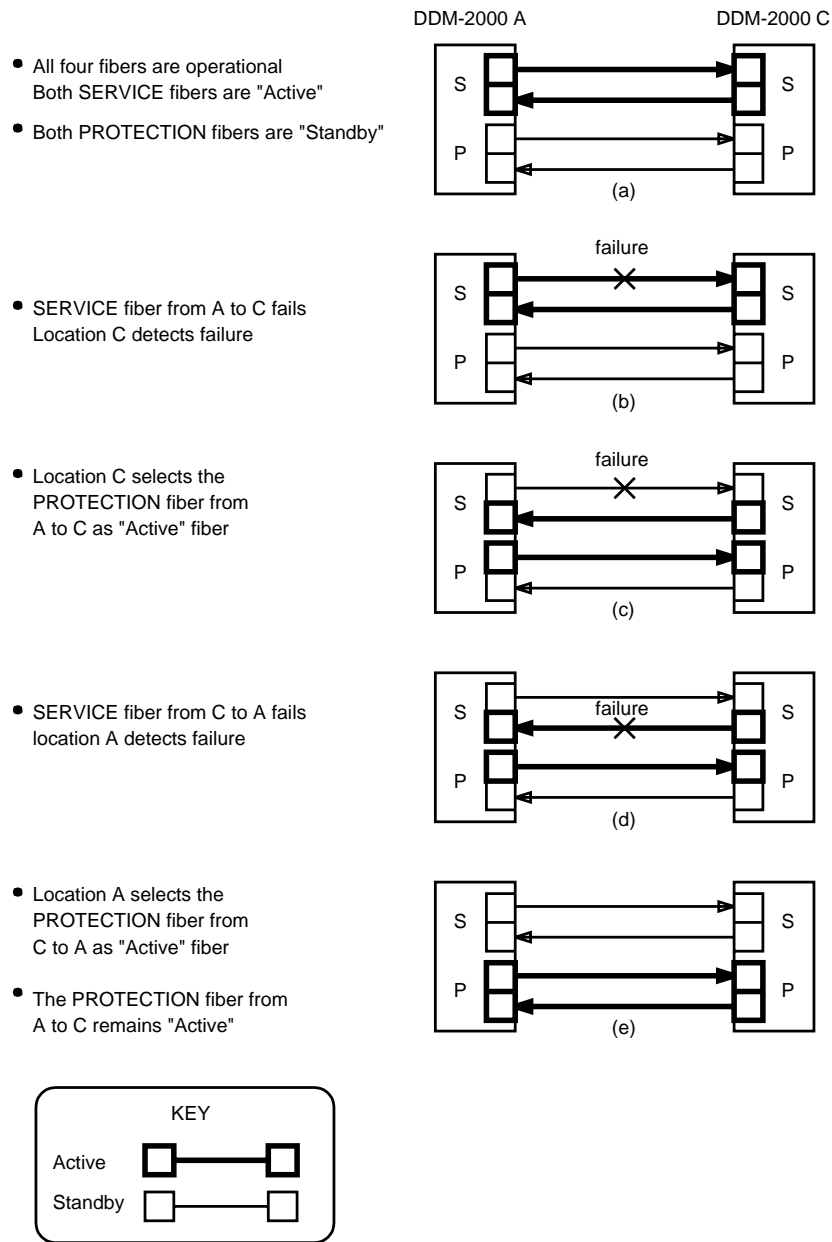 DDM-2000 A DDM-2000 C
• All four fibers are operational
Both SERVICE fibers are "Active"
• Both PROTECTION fibers are "Standby"
S S
P P
(a)
failure
• SERVICE fiber from A to C fails
Location C detects failure
S S
P P
(b)
• Location C selects the
PROTECTION fiber from
A to C as "Active" fiber
failure
S S
P P
(c)
• SERVICE fiber from C to A fails
location A detects failure
failure
S S
P P
(d)
• Location A selects the
PROTECTION fiber from
C to A as "Active" fiber
• The PROTECTION fiber from
A to C remains "Active"
S S
P P
(e)
KEY
Active
Standby